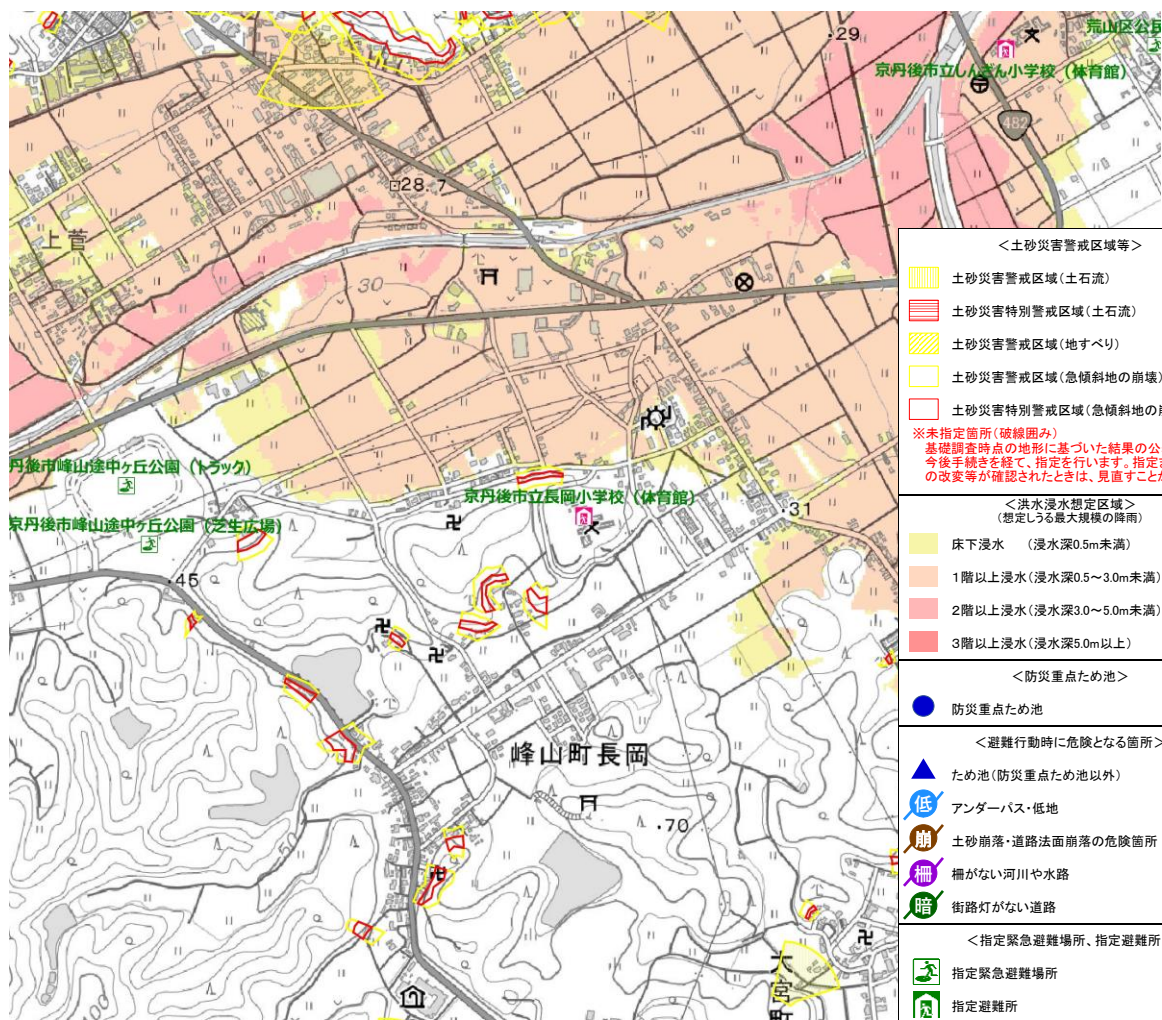 29
荒山区公民
京丹後市立しんざん小学校（体育館）
482
28.7
上菅
30
丹後市峰山途中ヶ丘公園（トラック）
京丹後市立長岡小学校（体育館）
31
京丹後市峰山途中ヶ丘公園（芝生広場）
45
峰山町長岡
70
大宮町
＜土砂災害警戒区域等＞
土砂災害警戒区域（土石流）
土砂災害特別警戒区域（土石流）
土砂災害警戒区域（地すべり）
土砂災害警戒区域（急傾斜地の崩壊）
土砂災害特別警戒区域（急傾斜地の
※未指定箇所（破線囲み）
基礎調査時点の地形に基づいた結果の公
今後手続きを経て、指定を行います。指定
の改変等が確認されたときは、見直すこと
＜洪水浸水想定区域＞
（想定しうる最大規模の降雨）
床下浸水　（浸水深0.5m未満）
1階以上浸水（浸水深0.5～3.0m未満）
2階以上浸水（浸水深3.0～5.0m未満）
3階以上浸水（浸水深5.0m以上）
＜防災重点ため池＞
防災重点ため池
＜避難行動時に危険となる箇所＞
ため池（防災重点ため池以外）
低 アンダーパス・低地
崩 土砂崩落・道路法面崩落の危険箇所
柵 柵がない河川や水路
暗 街路灯がない道路
＜指定緊急避難場所、指定避難所
指定緊急避難場所
指定避難所